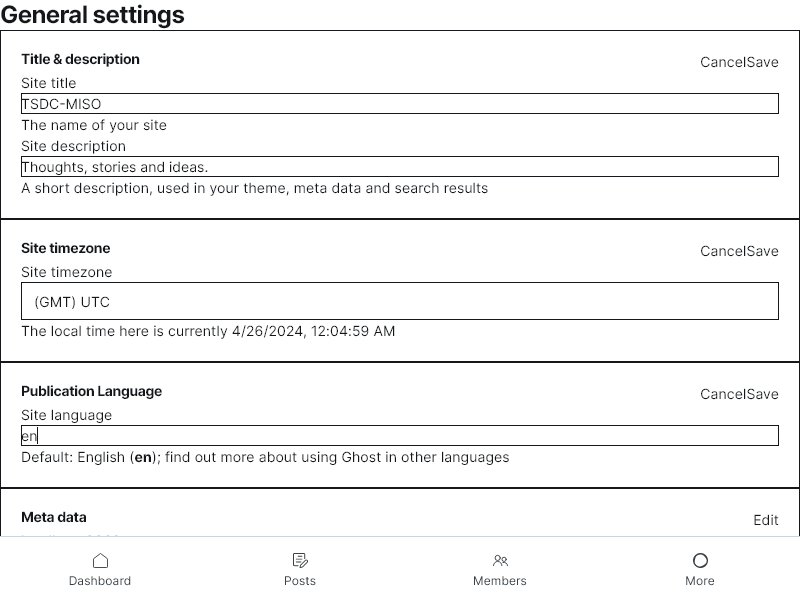 General settings
Title & description
CancelSave
Site title
TSDC-MISO
The name of your site
Site description
Thoughts, stories and ideas.
A short description, used in your theme, meta data and search results
Site timezone
CancelSave
Site timezone
(GMT) UTC
The local time here is currently 4/26/2024, 12:04:59 AM
Publication Language
CancelSave
Site language
en
Default: English (en); find out more about using Ghost in other languages
Meta data
Edit
Dashboard
Posts
Members
More